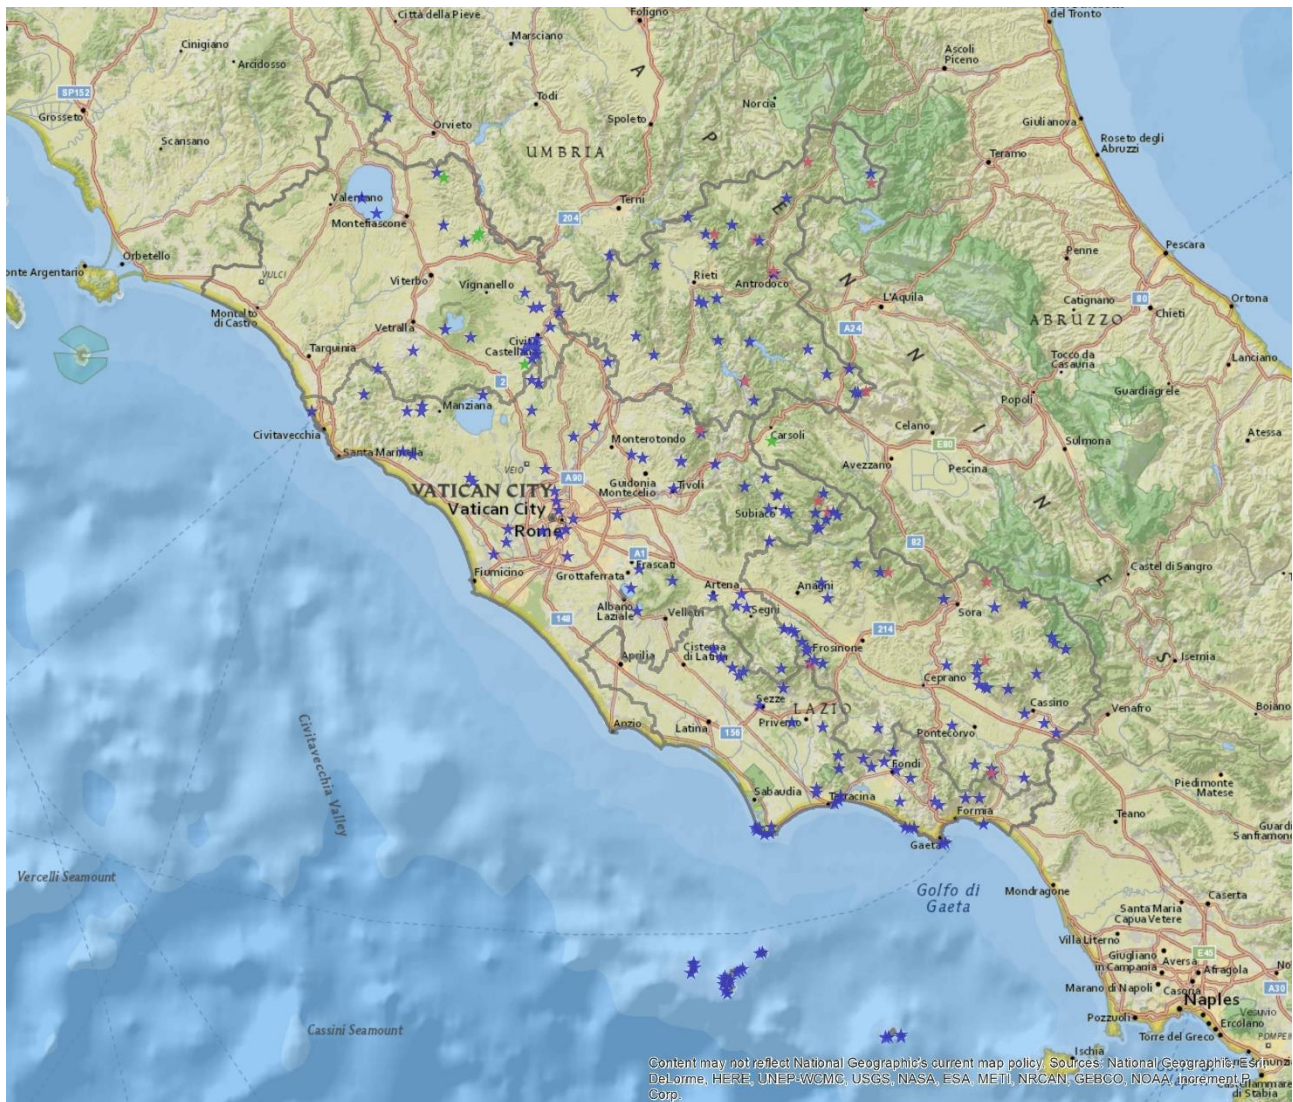 Città della Pieve
Foligno
del Tronto
Cinigiano
Marsciano
Arcidosso
Ascoli
Piceno
A
SP152
Todi
Norcia
Grosseto
Orvieto
Spoleto
Giulianova
Scansano
P
Roseto degli
Abruzzi
UMBRIA
Teramo
Valentano
Terni
E
Montefiascone
204
Orbetello
Penne
Pescara
onte Argentario
VULCI
Viterbo
Vignanello
Rieti
Antrodoco
N
L'Aquila
Catignano
80
Ortona
Montalto
di Castro
Vetralla
ABRUZZO
Chieti
A24
Civita
Castellana
Tarquinia
N
Tocco da
Casauria
Lanciano
2
Popoli
Guardiagrele
Manziana
I
Civitavecchia
Monterotondo
Carsoli
Celano
E80
Sulmona
Atessa
Santa Marinella
VEIO
A90
Guidonia
Montecelio
Tivoli
Avezzano
Pescina
N
VATICAN CITY
Vatican City
Subiaco
Rome
82
E
A1
Frascati
Fiumicino
Grottaferrata
Artena
Anagni
Castel di Sangro
Albano
Laziale
148
Velletri
Segni
Sora
214
Aprilia
Cisterna
di Latina
Frosinone
S
Isernia
Ceprano
Sezze
LAZIO
Cassino
Venafro
Boiano
Anzio
Latina
156
Priverno
Pontecorvo
Civitavecchia Valley
Fondi
Piedimonte
Matese
Sabaudia
Terracina
Formia
Teano
Guardi
Sanframon
Gaeta
Vercelli Seamount
Golfo di
Gaeta
Mondragone
Caserta
Santa Maria
Capua Vetere
Villa Literno
Giugliano
in Campania
Aversa
E45
Afragola
No
Marano di Napoli
Casoria
A30
Naples
Cassini Seamount
Pozzuoli
Vesuvio
Ercolano
Torre del Greco
POMPEI
Ischia
Content may not reflect National Geographic's current map policy. Sources: National Geographic, Esri,
DeLorme, HERE, UNEP-WCMC, USGS, NASA, ESA, METI, NRCAN, GEBCO, NOAA, increment P
Corp.
Castellammare
di Stabia